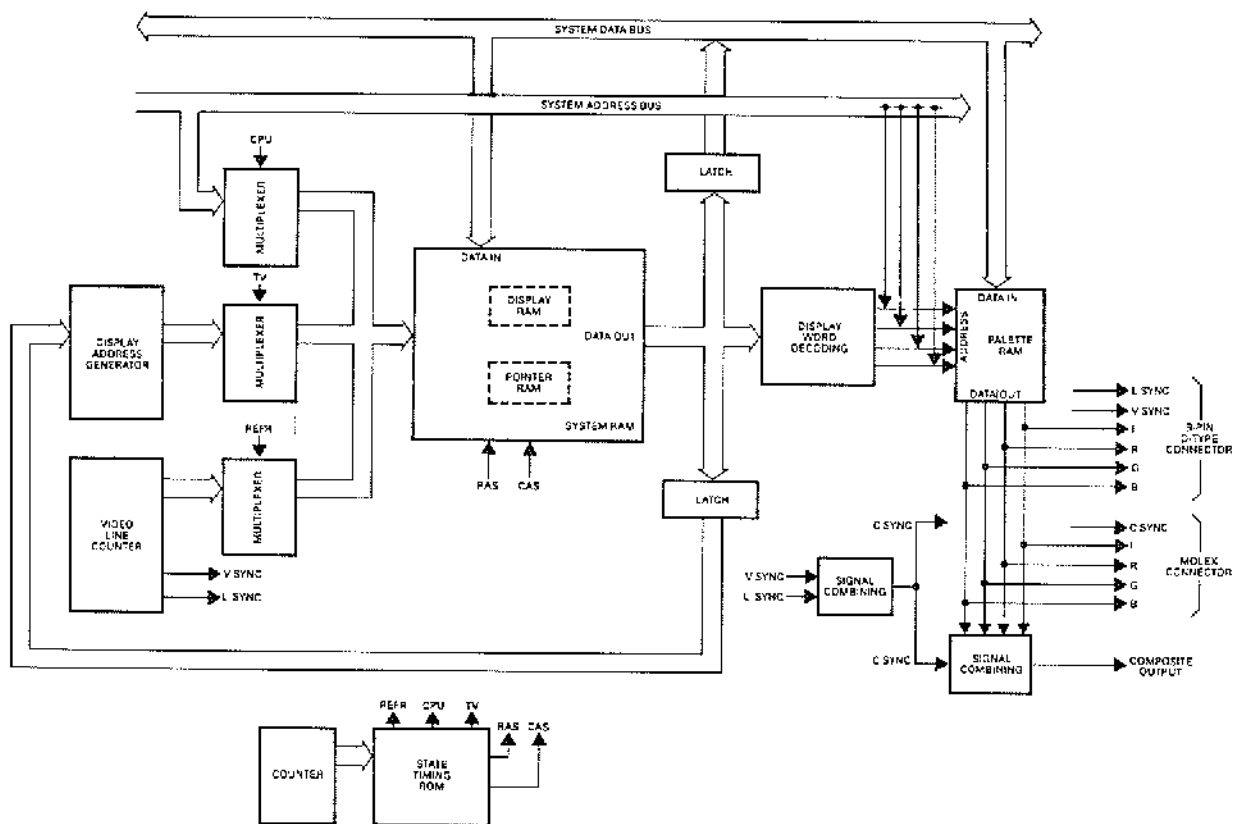 SYSTEM DATA BUS
SYSTEM ADDRESS BUS
CPU
MULTIPLEXER
LATCH
DATA IN
DISPLAY RAM
POINTER RAM
DATA OUT
SYSTEM RAM
RAS
CAS
TV
MULTIPLEXER
DISPLAY
ADDRESS
GENERATOR
REFR
MULTIPLEXER
VIDEO
LINE
COUNTER
V SYNC
L SYNC
LATCH
DISPLAY
WORD
DECODING
DATA IN
ADDRESS
PALETTE
RAM
DATA OUT
L SYNC
V SYNC
I
R
G
B
9-PIN
D-TYPE
CONNECTOR
C SYNC
I
R
G
B
MOLEX
CONNECTOR
C SYNC
V SYNC
L SYNC
SIGNAL
COMBINING
C SYNC
SIGNAL
COMBINING
COMPOSITE
OUTPUT
REFR
CPU
TV
RAS
CAS
COUNTER
STATE
TIMING
ROM